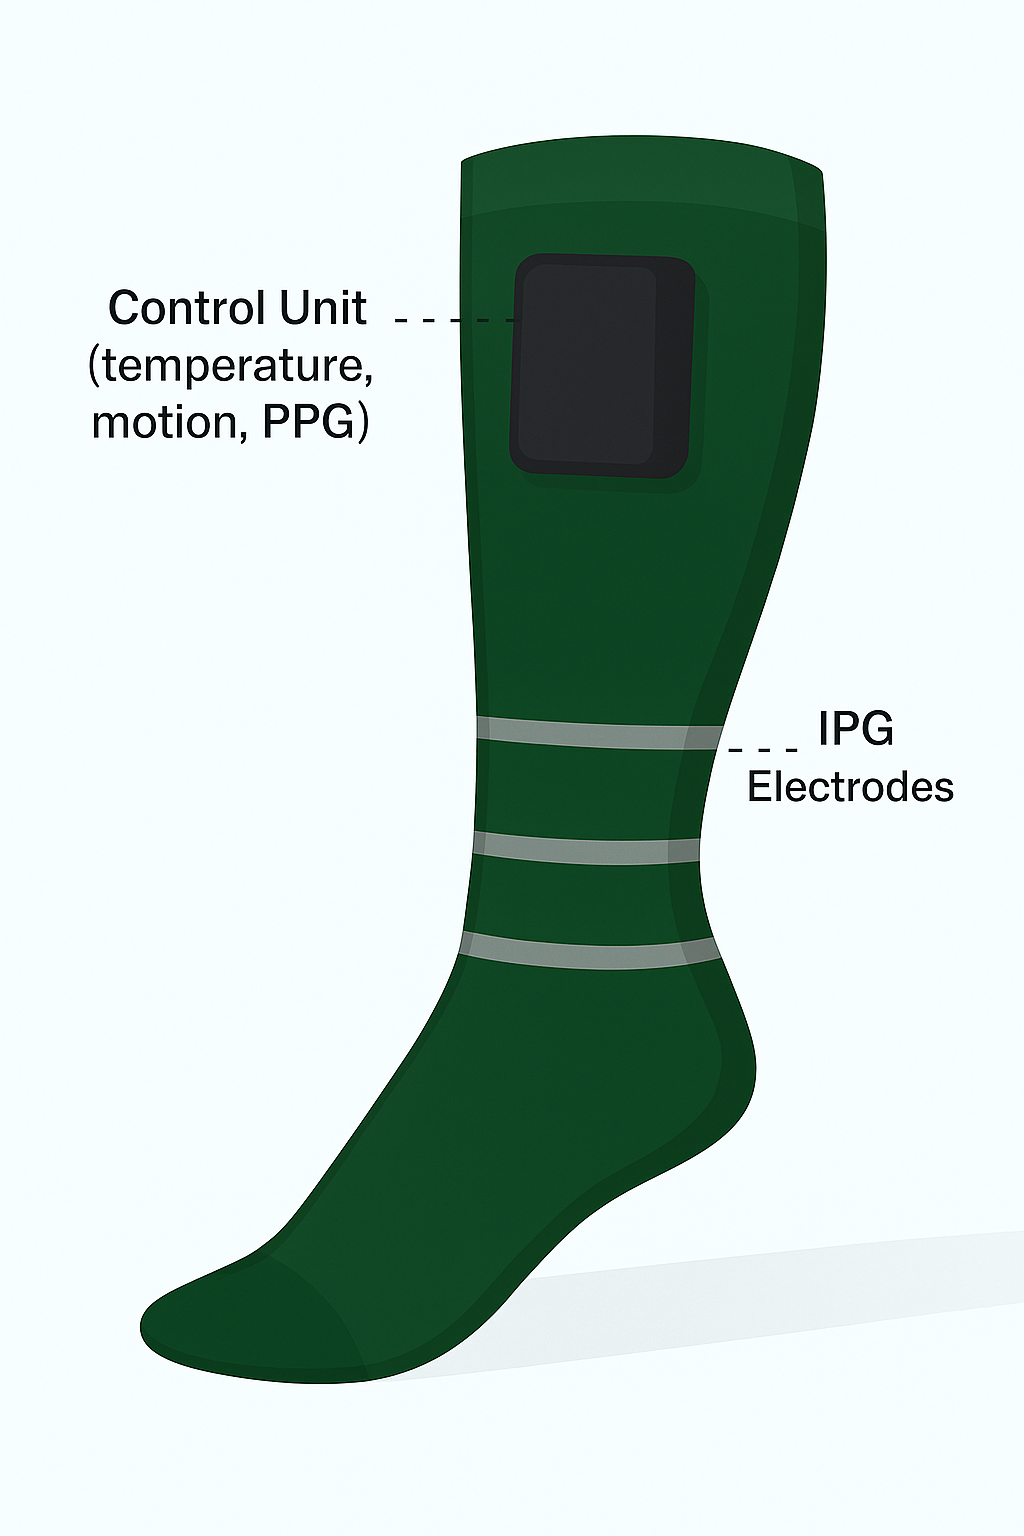 Control Unit
(temperature,
motion, PPG)
IPG
Electrodes